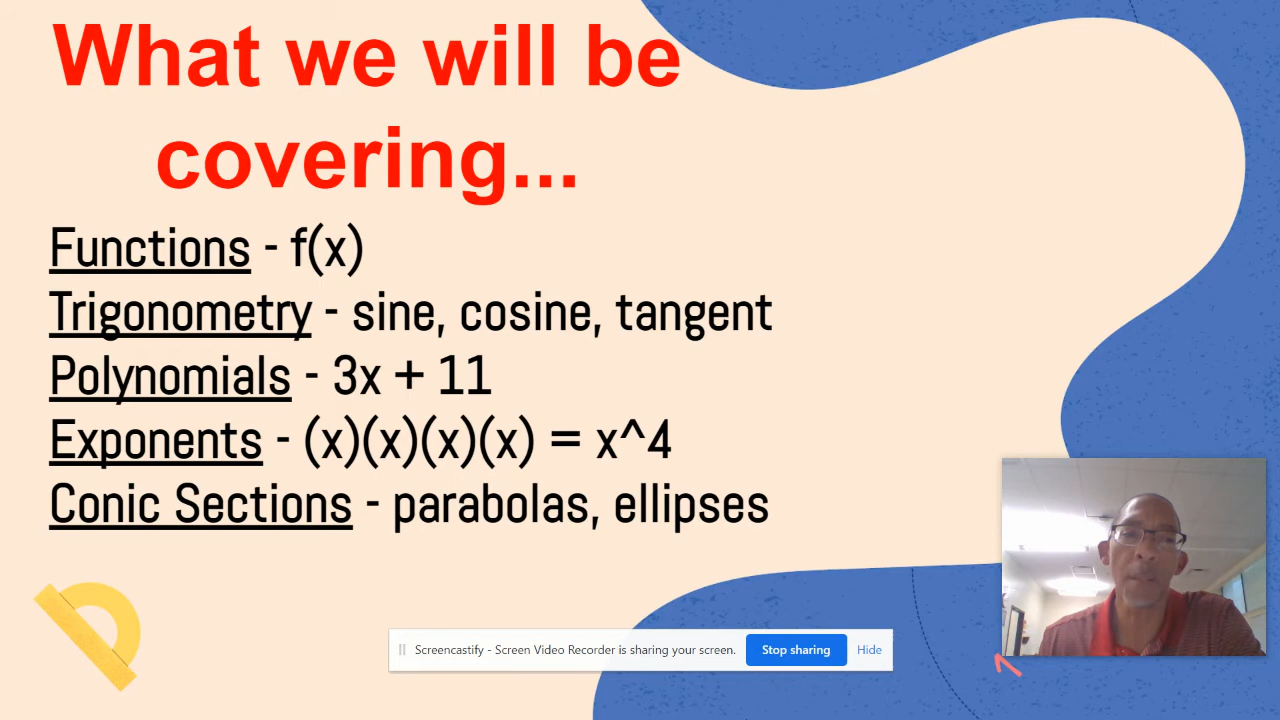 What we will be
covering...
Functions - f(x)
Trigonometry - sine, cosine, tangent
Polynomials - 3x + 11
Exponents - (x)(x)(x)(x) = x^4
Conic Sections - parabolas, ellipses
Screencastify - Screen Video Recorder is sharing your screen. Stop sharing Hide